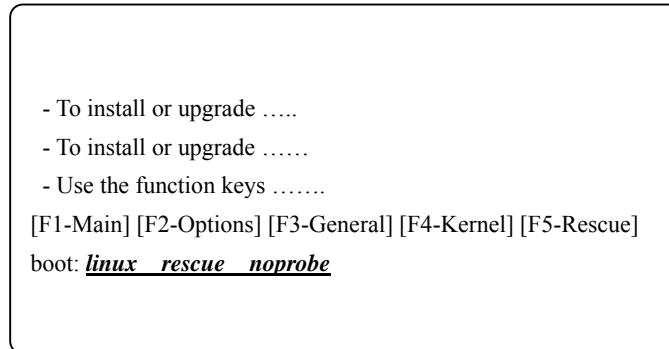 - To install or upgrade …..
- To install or upgrade ……
- Use the function keys …….
[F1-Main] [F2-Options] [F3-General] [F4-Kernel] [F5-Rescue]
boot: linux rescue noprobe